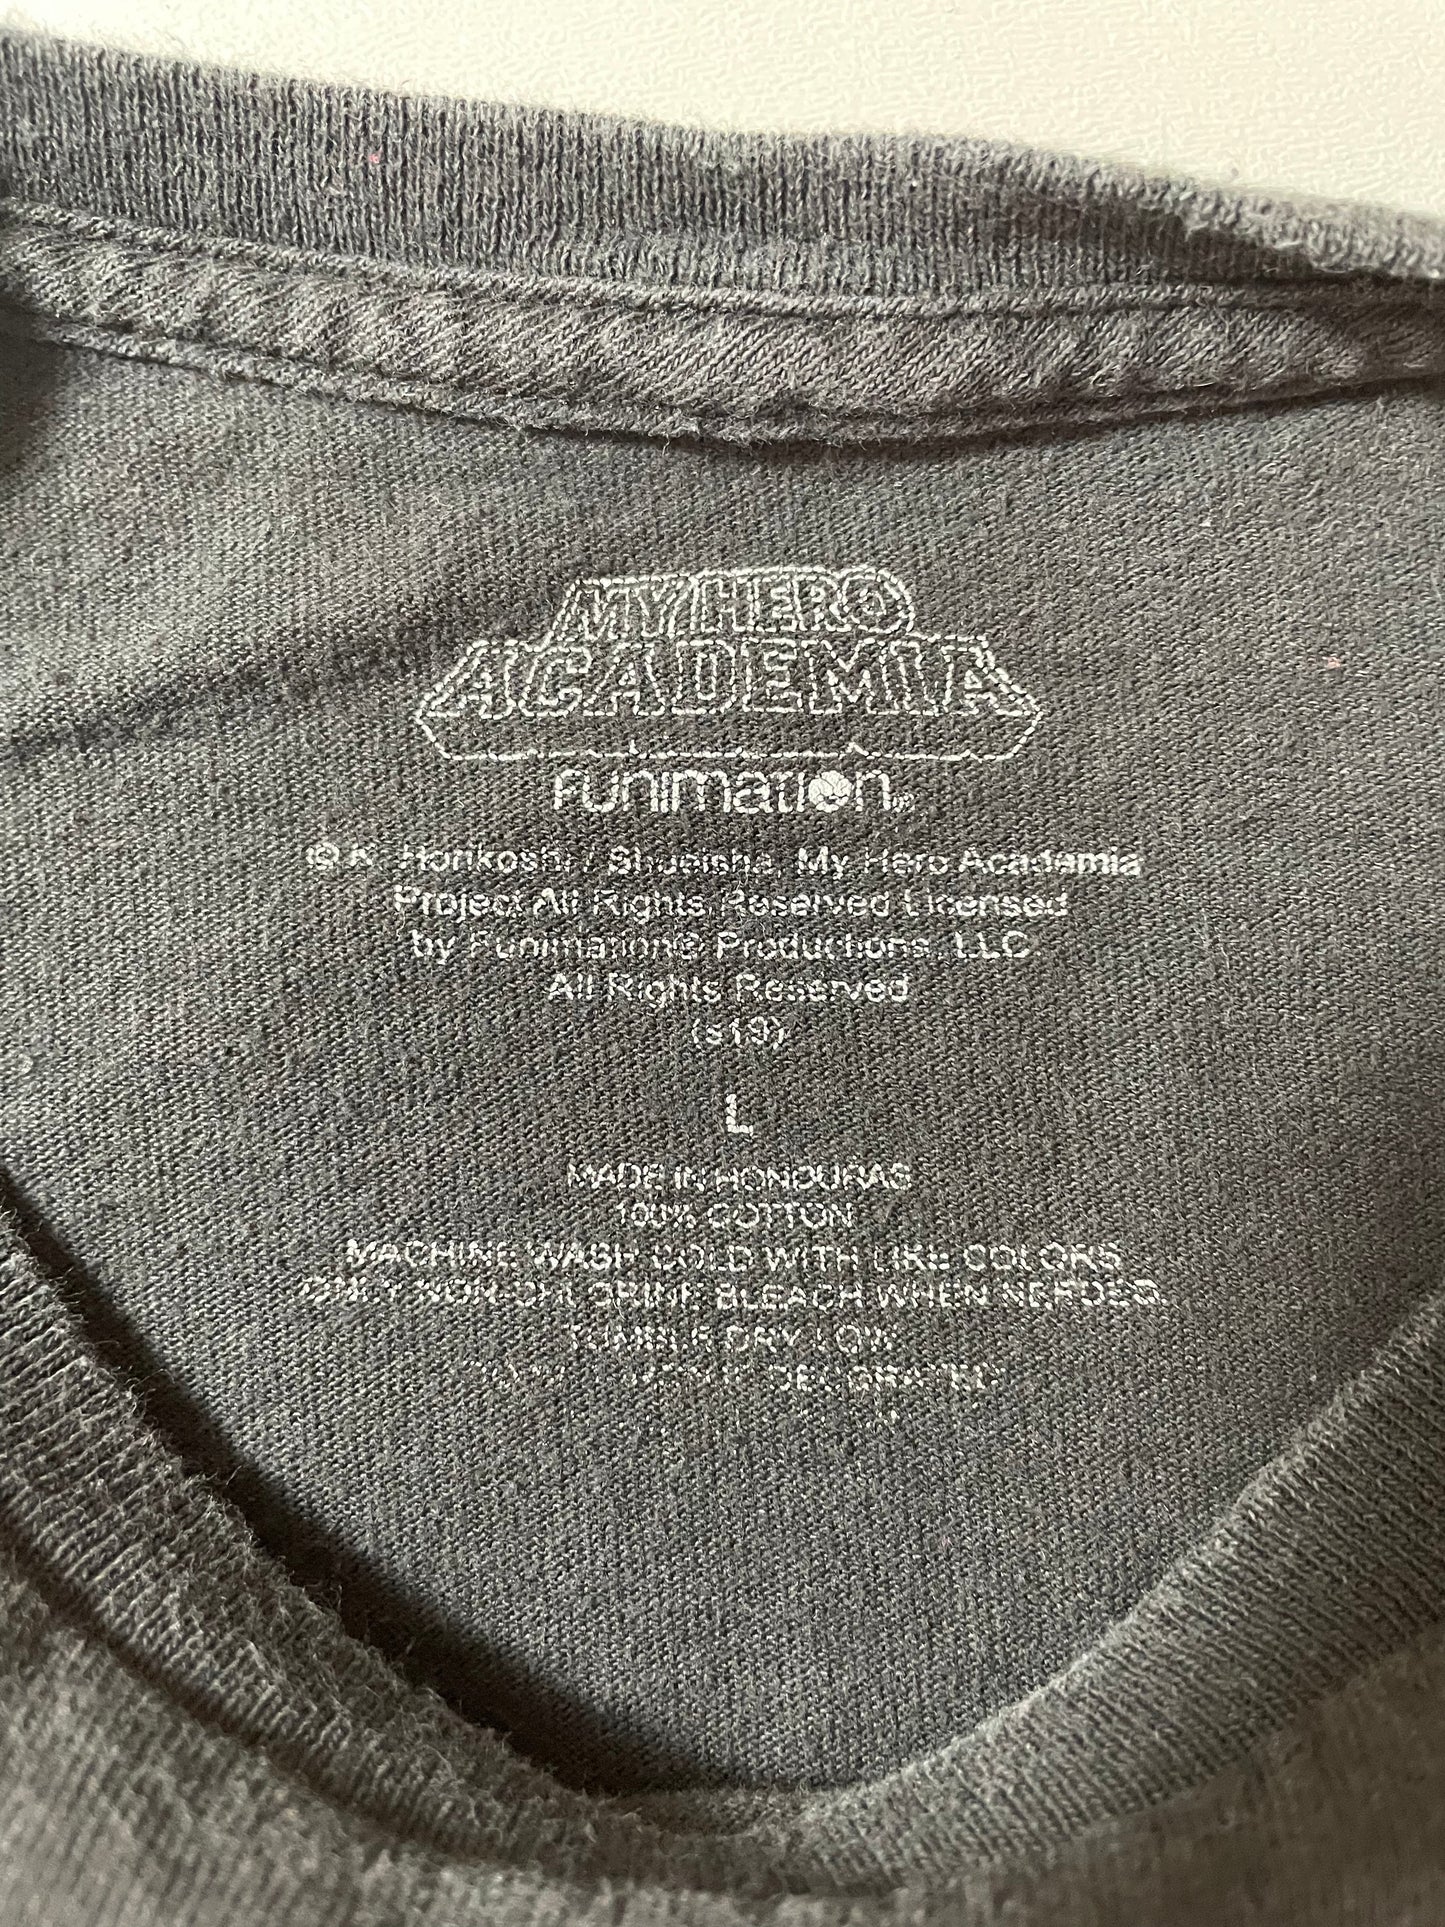 MY HERO
ACADEMIA
FUNIMATION®
© K. Horikoshi / Shueisha, My Hero Academia
Project All Rights Reserved Licensed
by Funimation® Productions, LLC
All Rights Reserved
(s19)
L
MADE IN HONDURAS
100% COTTON
MACHINE WASH COLD WITH LIKE COLORS
ONLY NON-CHLORINE BLEACH WHEN NEEDED
TUMBLE DRY LOW
DECORATED